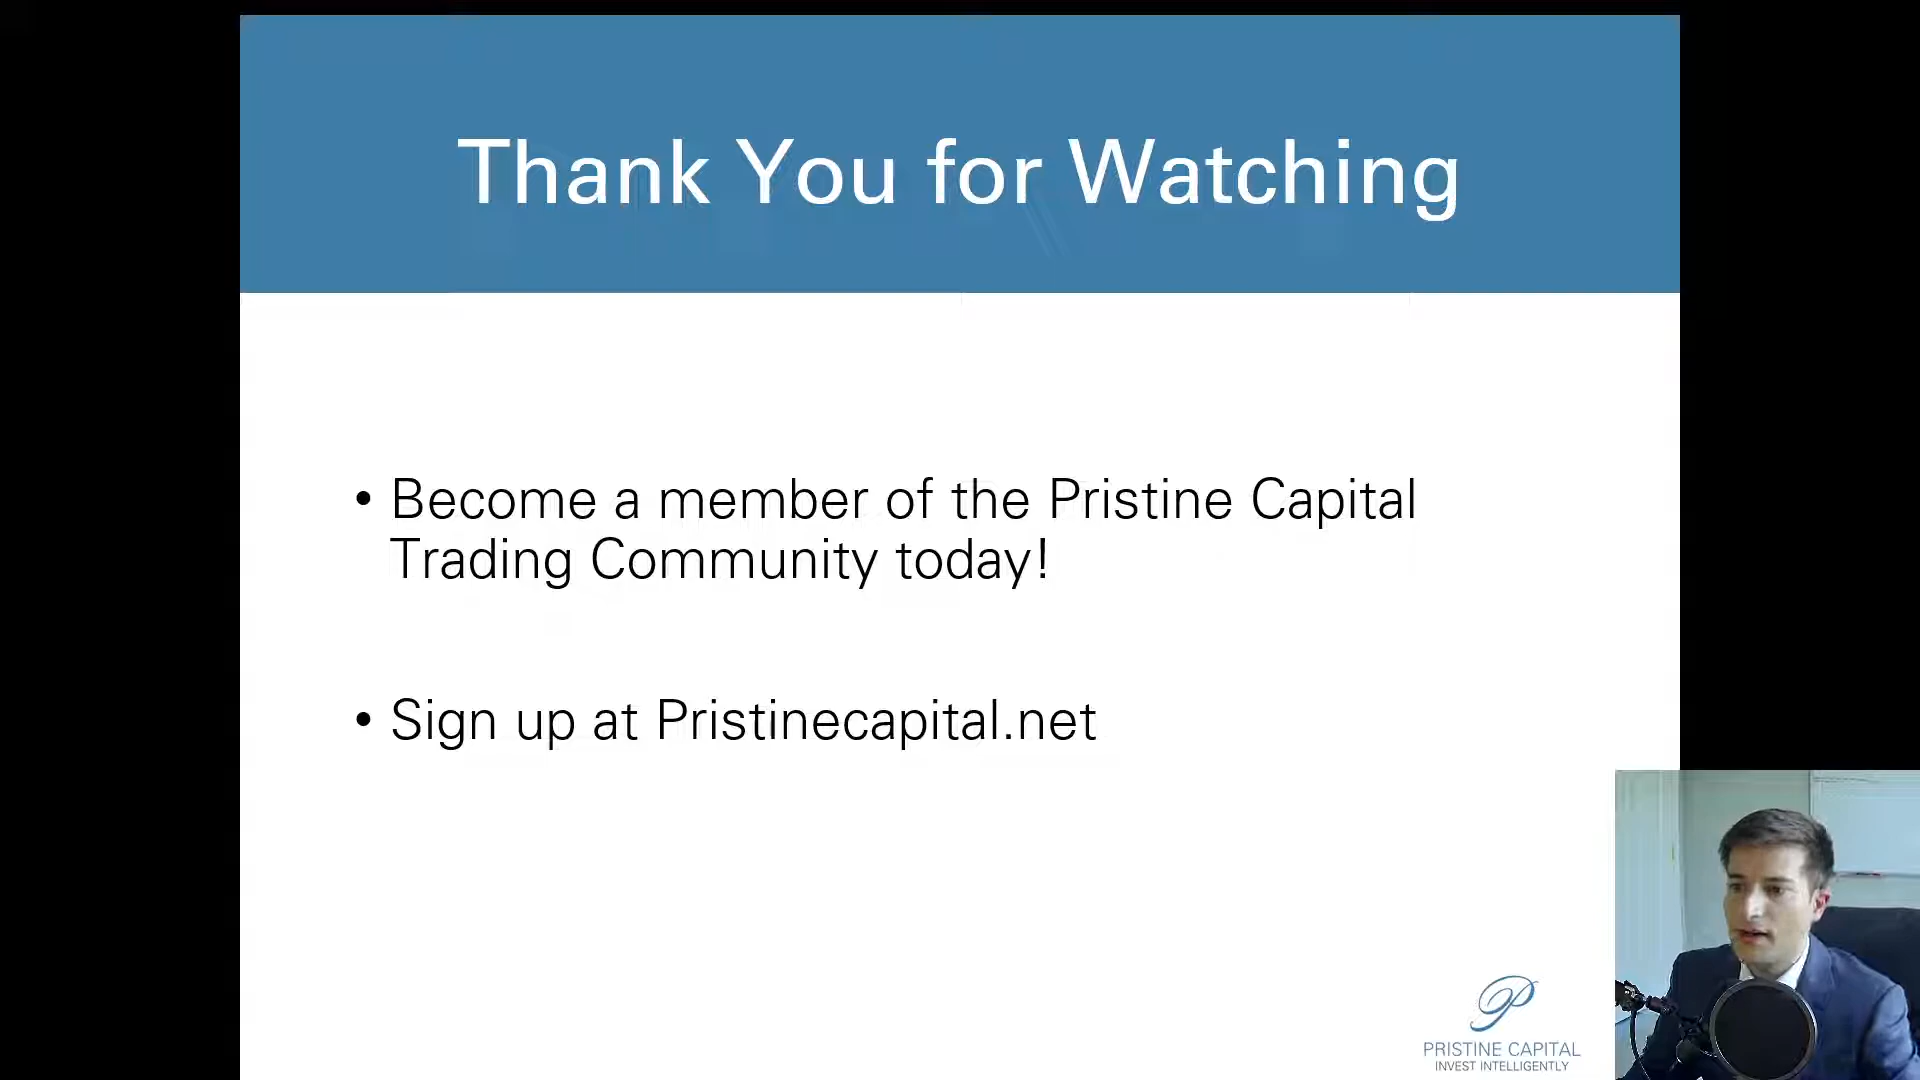 Thank You for Watching
• Become a member of the Pristine Capital
Trading Community today!
• Sign up at Pristinecapital.net
PRISTINE CAPITAL
INVEST INTELLIGENTLY